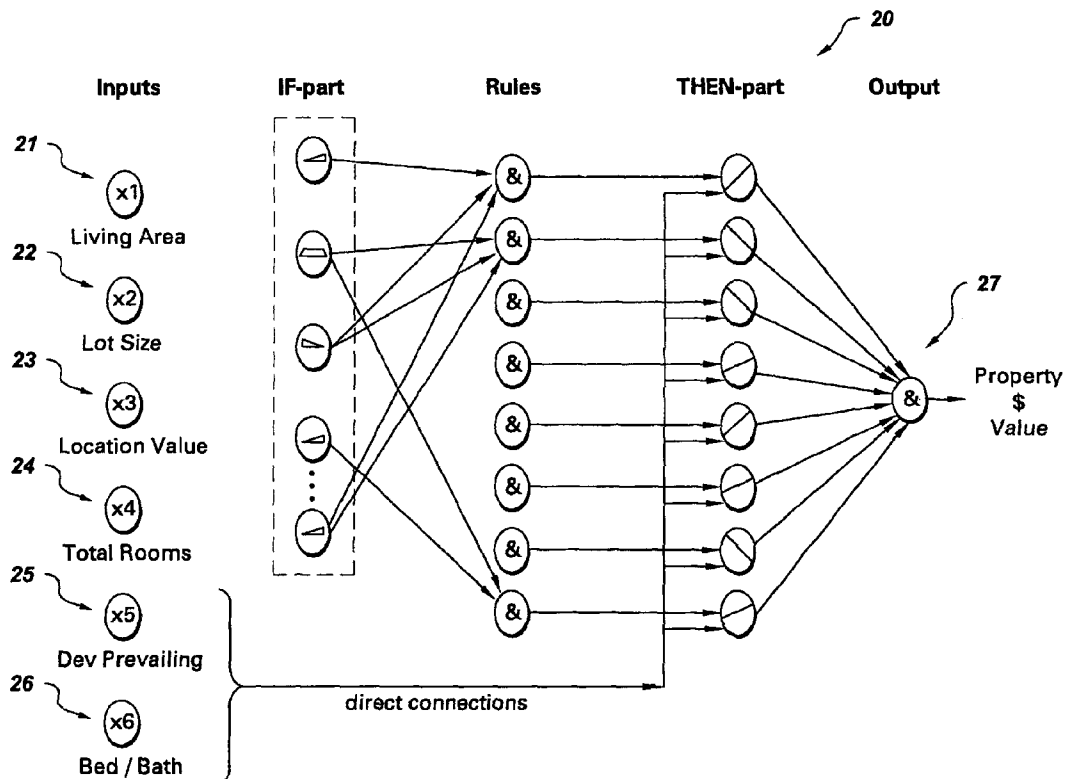 20
Inputs IF-part Rules THEN-part Output
21
x1
Living Area
22
x2
Lot Size
23
x3
Location Value
24
x4
Total Rooms
25
x5
Dev Prevailing
26
x6
Bed / Bath
direct connections
&
&
&
&
&
&
&
&
27
&
Property
$
Value